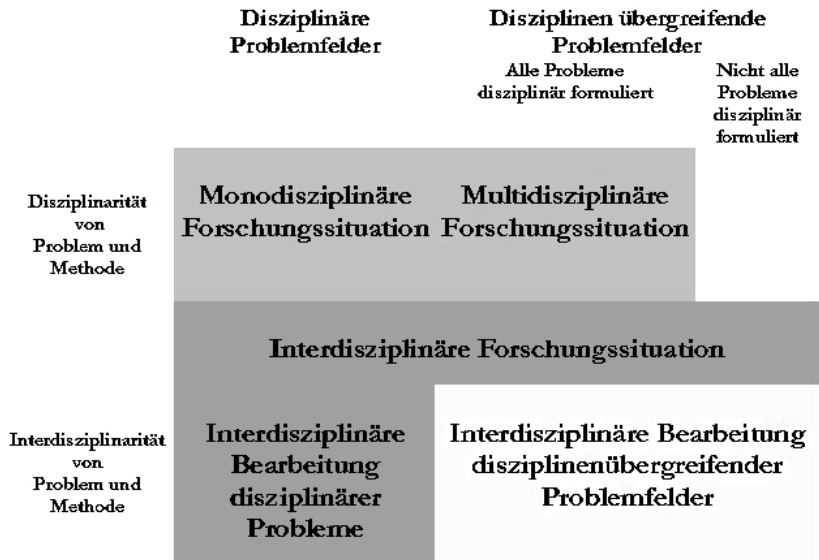 Disziplinäre
Problemfelder
Disziplinen übergreifende
Problemfelder
Alle Probleme
disziplinär formuliert
Nicht alle
Probleme
disziplinär
formuliert
Disziplinarität
von
Problem und
Methode
Monodisziplinäre
Forschungssituation
Multidisziplinäre
Forschungssituation
Interdisziplinäre Forschungssituation
Interdisziplinarität
von
Problem und
Methode
Interdisziplinäre
Bearbeitung
disziplinärer
Probleme
Interdisziplinäre Bearbeitung
disziplinenübergreifender
Problemfelder